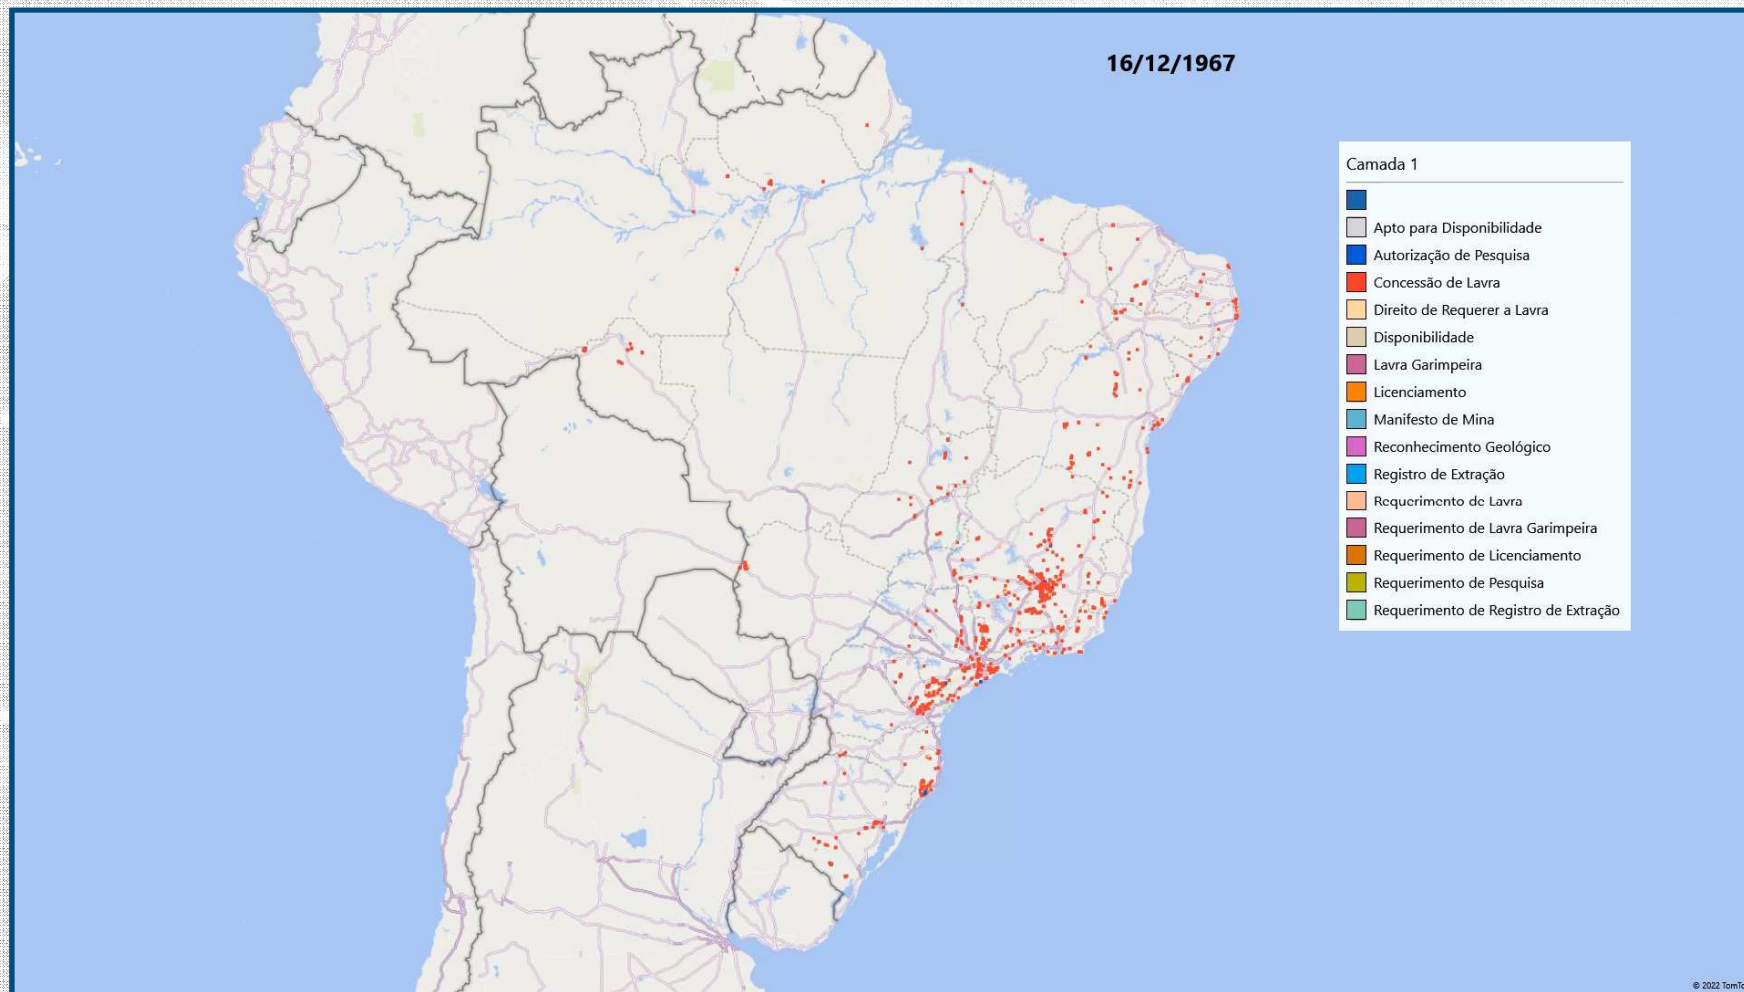 16/12/1967
Camada 1
Apto para Disponibilidade
Autorização de Pesquisa
Concessão de Lavra
Direito de Requerer a Lavra
Disponibilidade
Lavra Garimpeira
Licenciamento
Manifesto de Mina
Reconhecimento Geológico
Registro de Extração
Requerimento de Lavra
Requerimento de Lavra Garimpeira
Requerimento de Licenciamento
Requerimento de Pesquisa
Requerimento de Registro de Extração
© 2022 TomTo